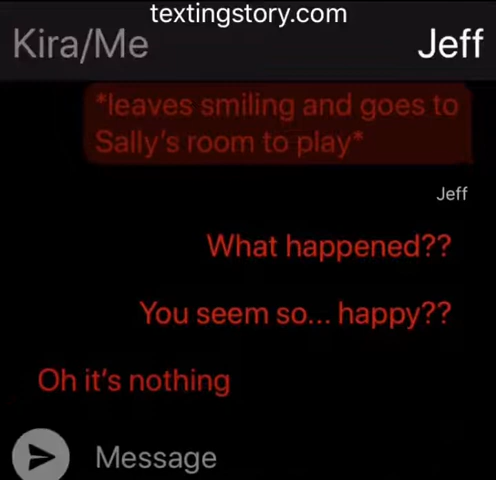 textingstory.com
Kira/Me
Jeff
*leaves smiling and goes to
Sally's room to play*
Jeff
What happened??
You seem so... happy??
Oh it's nothing
Message